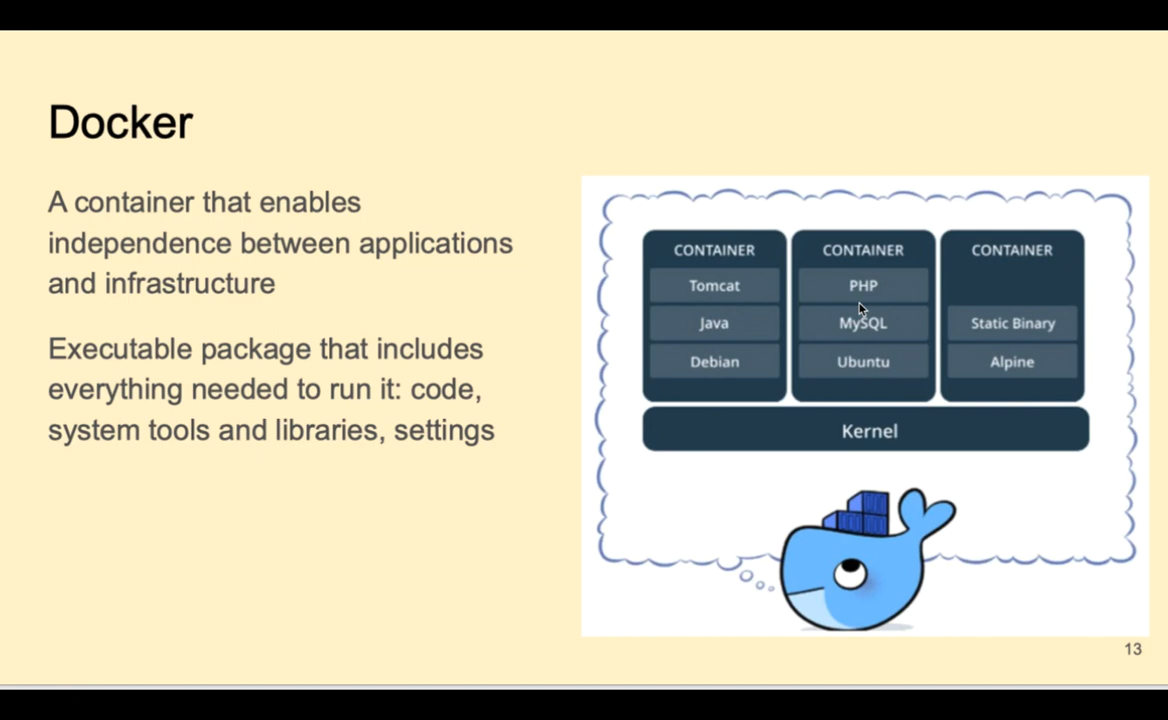 Docker
A container that enables
independence between applications
and infrastructure
Executable package that includes
everything needed to run it: code,
system tools and libraries, settings
CONTAINER
Tomcat
Java
Debian
CONTAINER
PHP
MySQL
Ubuntu
CONTAINER
Static Binary
Alpine
Kernel
13